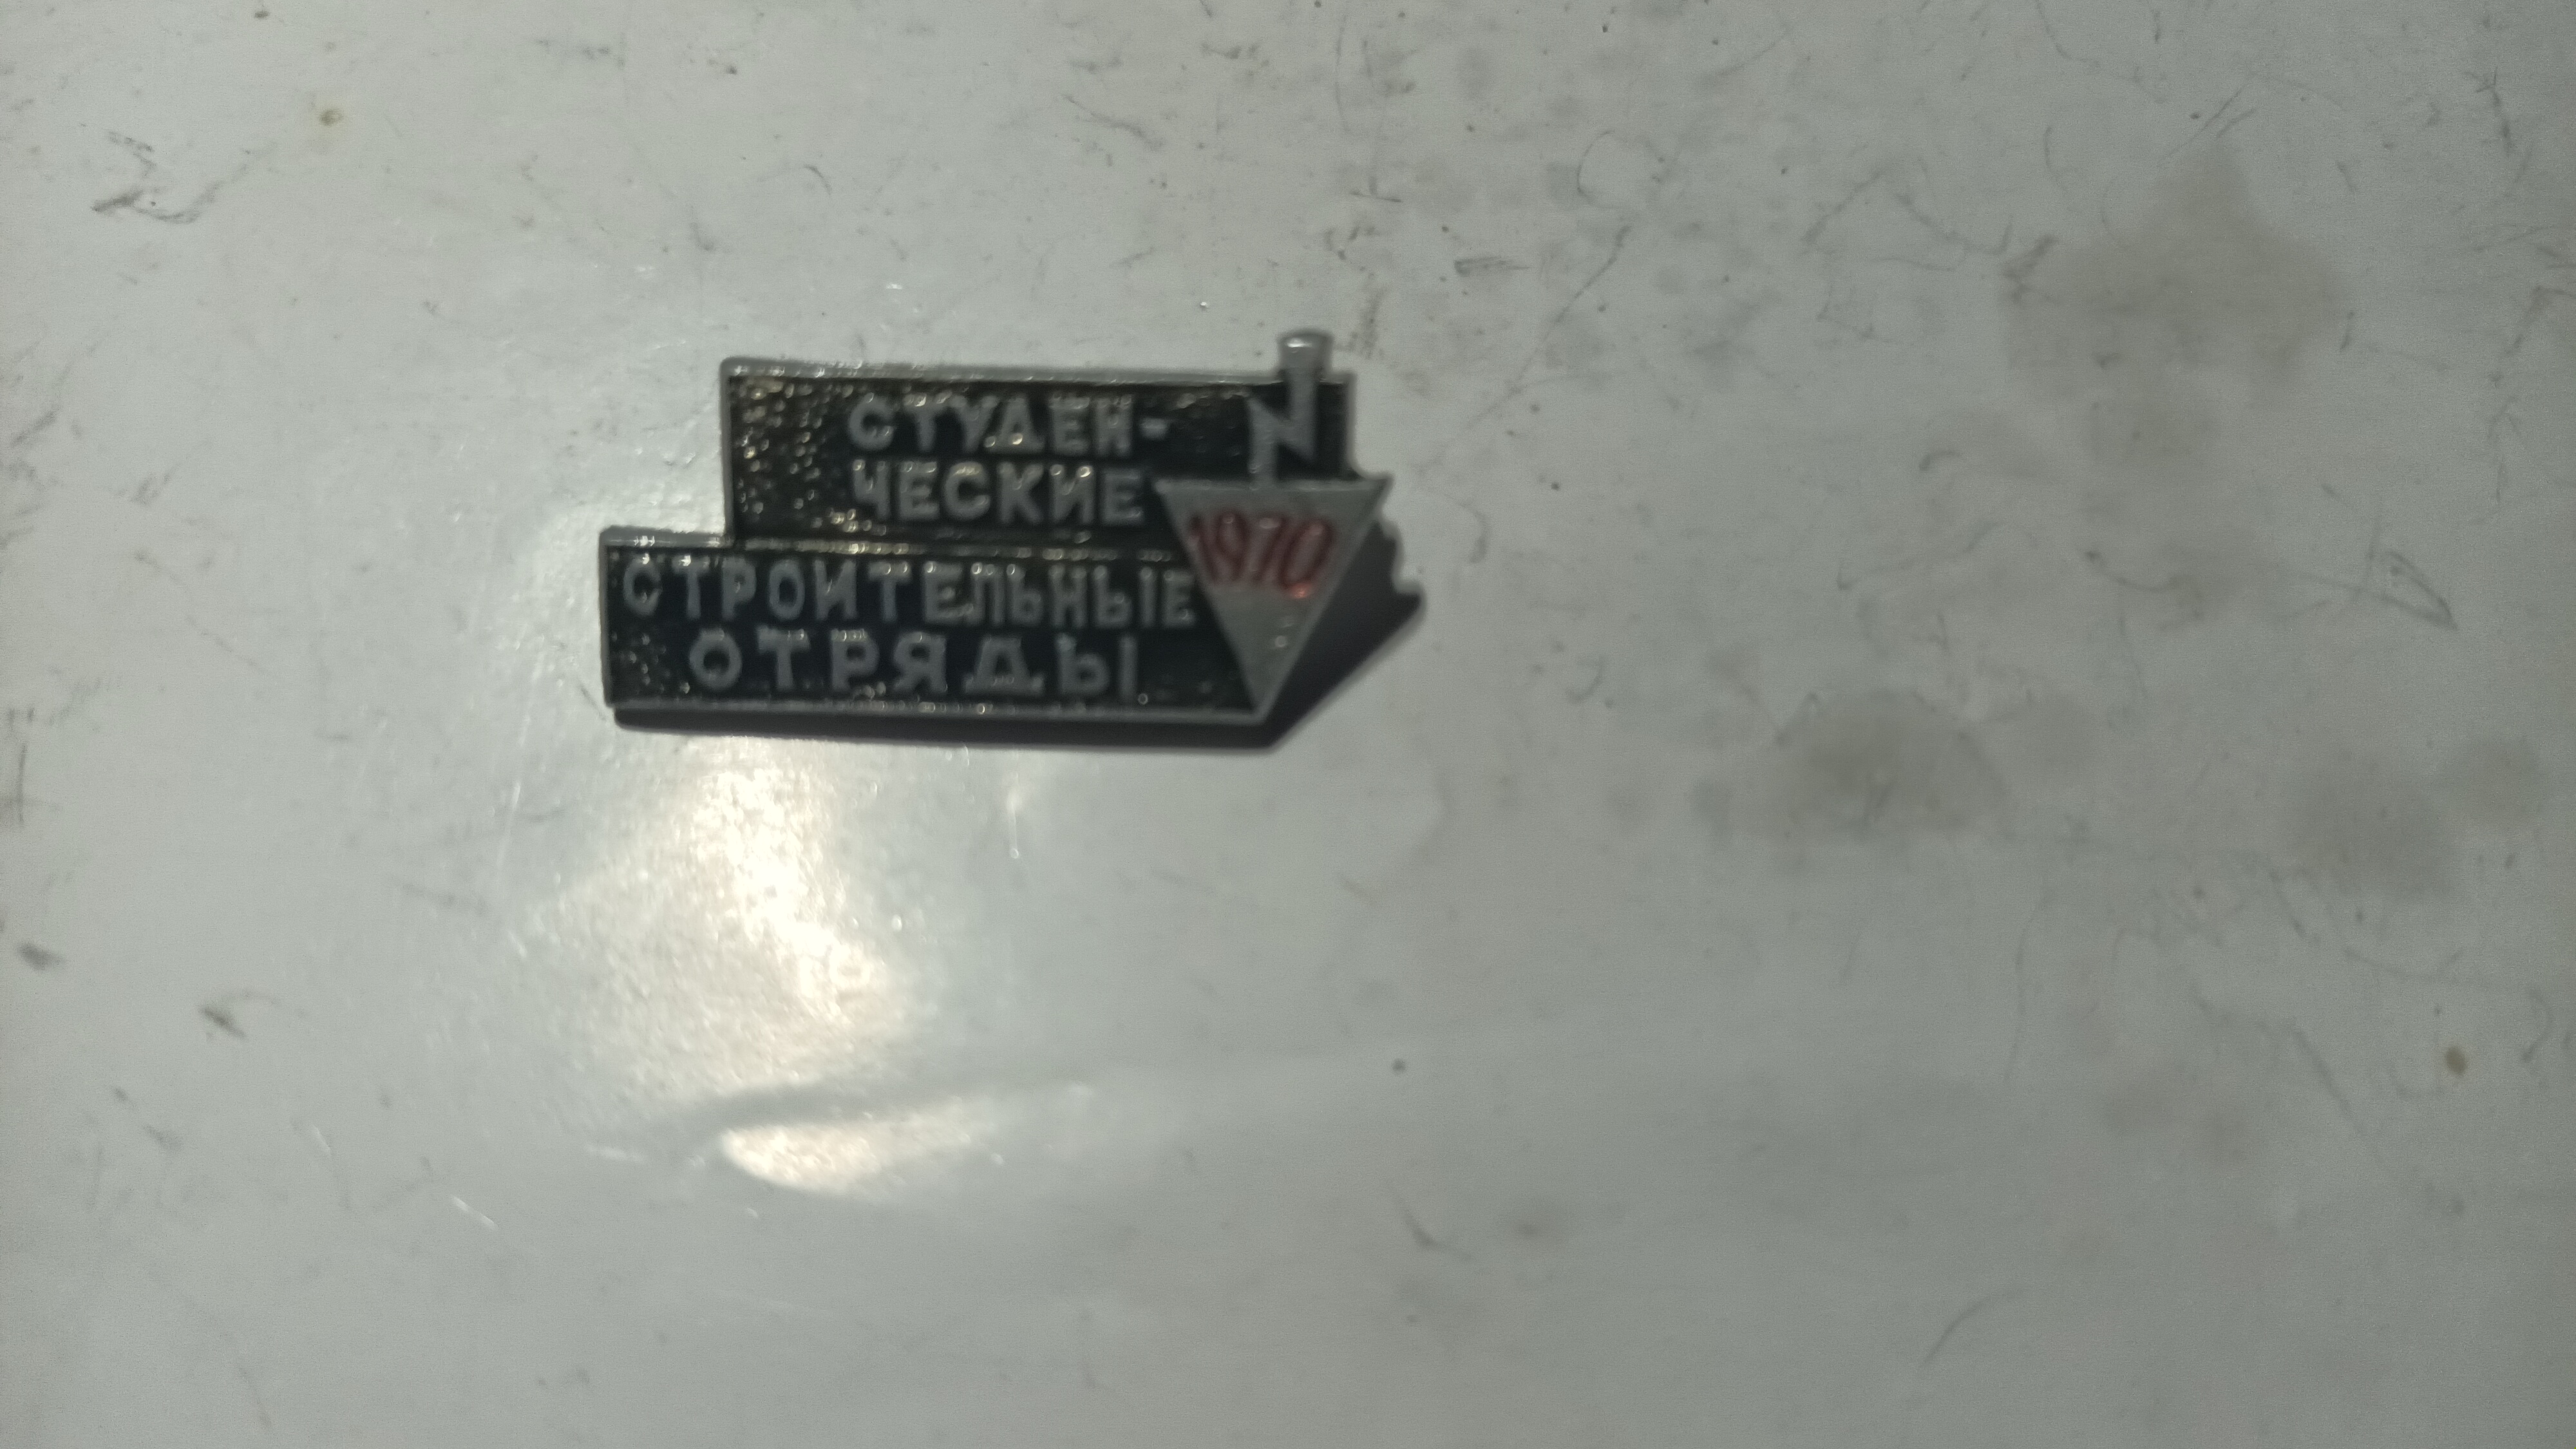 СТУДЕН-
ЧЕСКИЕ
1970
СТРОИТЕЛЬНЫЕ
ОТРЯДЫ